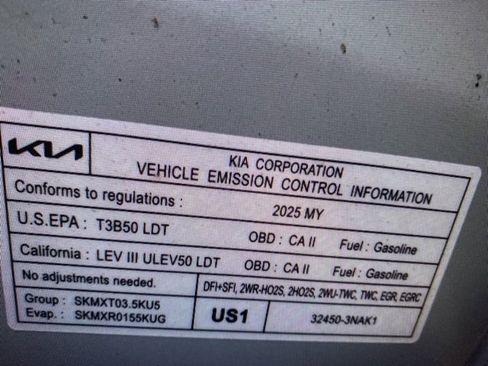 KIA
KIA CORPORATION
VEHICLE EMISSION CONTROL INFORMATION
Conforms to regulations : 2025 MY
U.S.EPA : T3B50 LDT OBD : CA II Fuel : Gasoline
California : LEV III ULEV50 LDT OBD : CA II Fuel : Gasoline
No adjustments needed. DFI+SFI, 2WR-HO2S, 2HO2S, 2WU-TWC, TWC, EGR, EGRC
Group : SKMXT03.5KU5
Evap. : SKMXR0155KUG
US1
32450-3NAK1